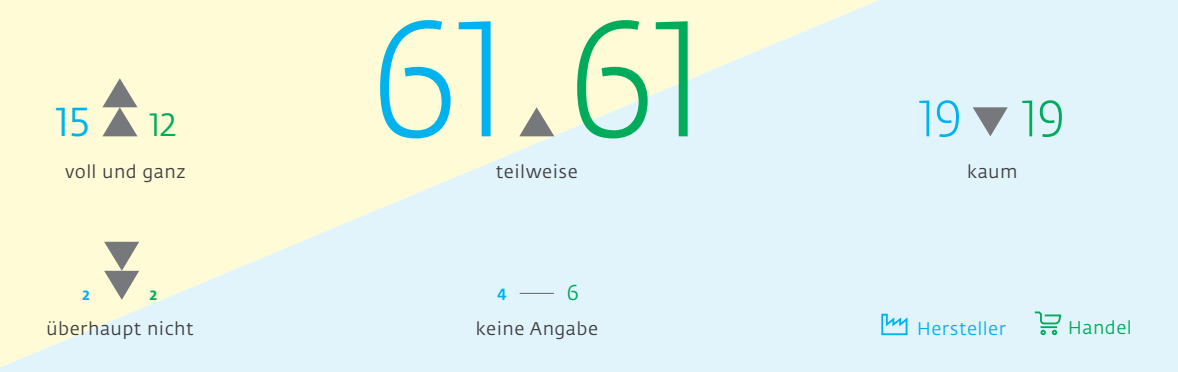 61 61
15 12
19 19
voll und ganz
teilweise
kaum
2 2
4 6
überhaupt nicht
keine Angabe
Hersteller
Handel